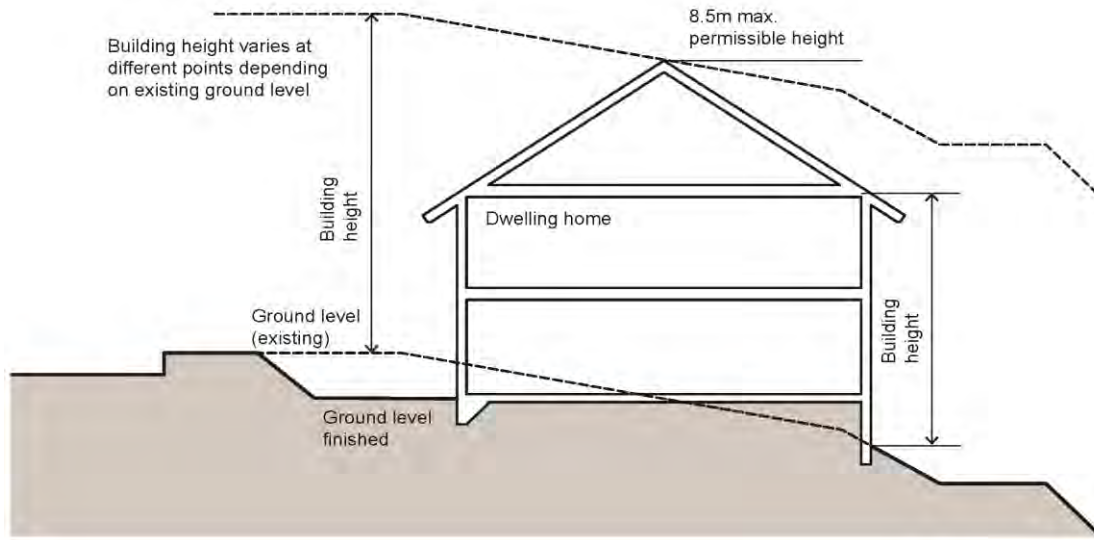 8.5m max.
permissible height
Building height varies at
different points depending
on existing ground level
Building
height
Dwelling home
Ground level
(existing)
Building
height
Ground level
finished